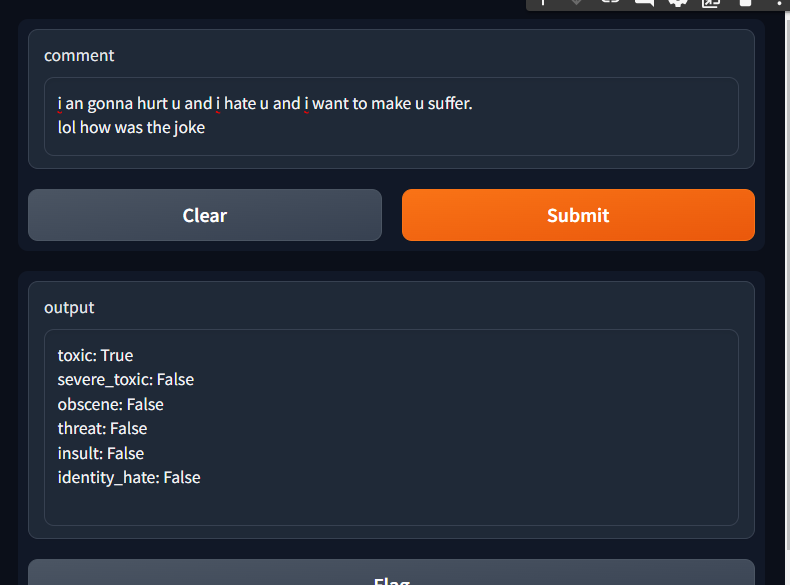 comment
i an gonna hurt u and i hate u and i want to make u suffer.
lol how was the joke
Clear
Submit
output
toxic: True
severe_toxic: False
obscene: False
threat: False
insult: False
identity_hate: False
Flag